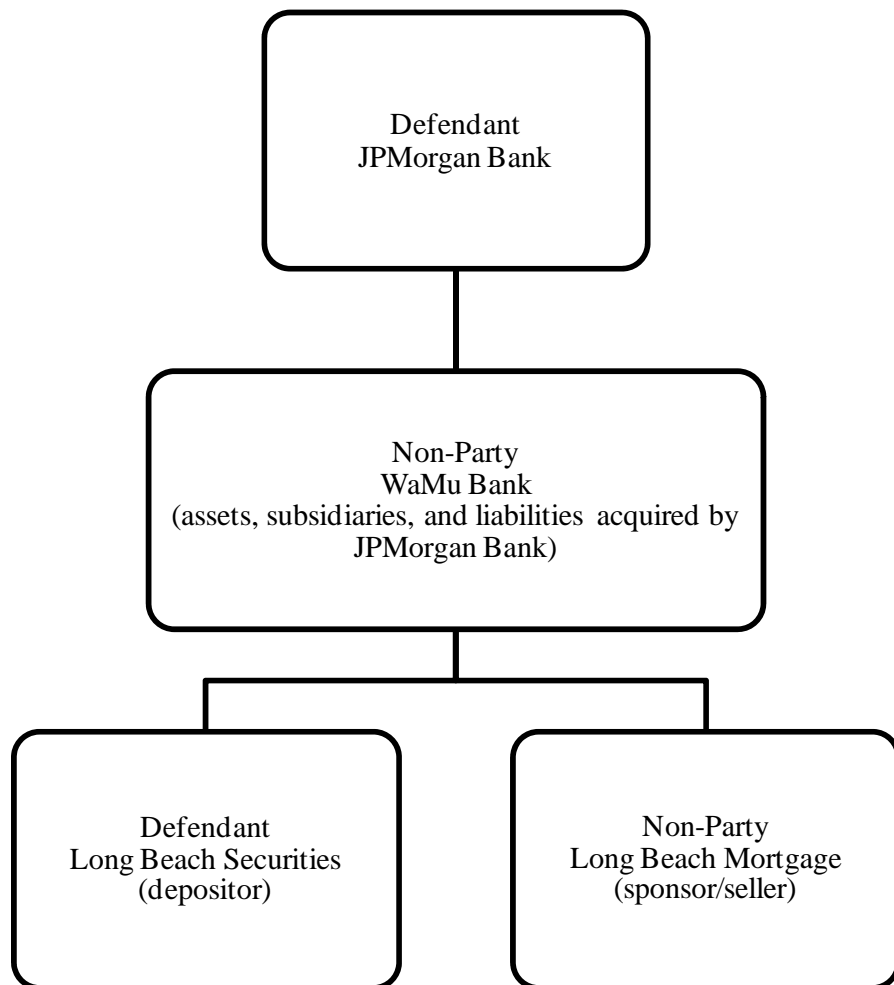 Defendant
JPMorgan Bank
Non-Party
WaMu Bank
(assets, subsidiaries, and liabilities acquired by
JPMorgan Bank)
Defendant
Long Beach Securities
(depositor)
Non-Party
Long Beach Mortgage
(sponsor/seller)